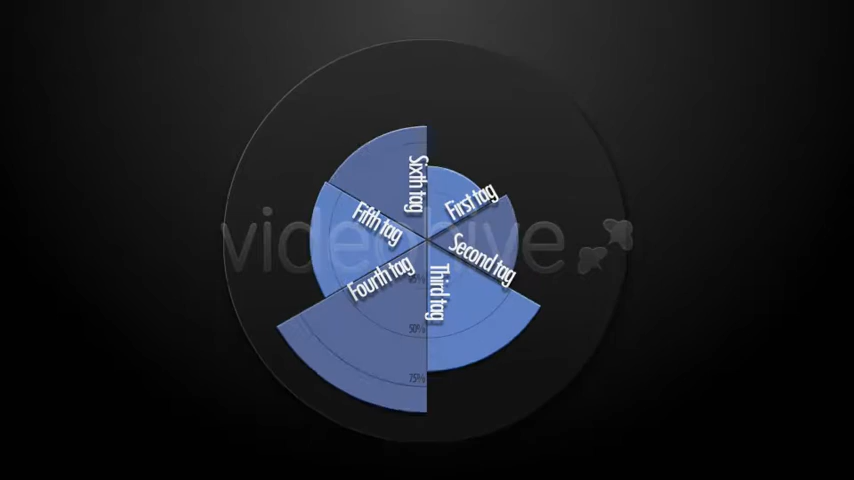 Sixth tag
First tag
Fifth tag
videohive
Second tag
Fourth tag
Third tag
50%
75%